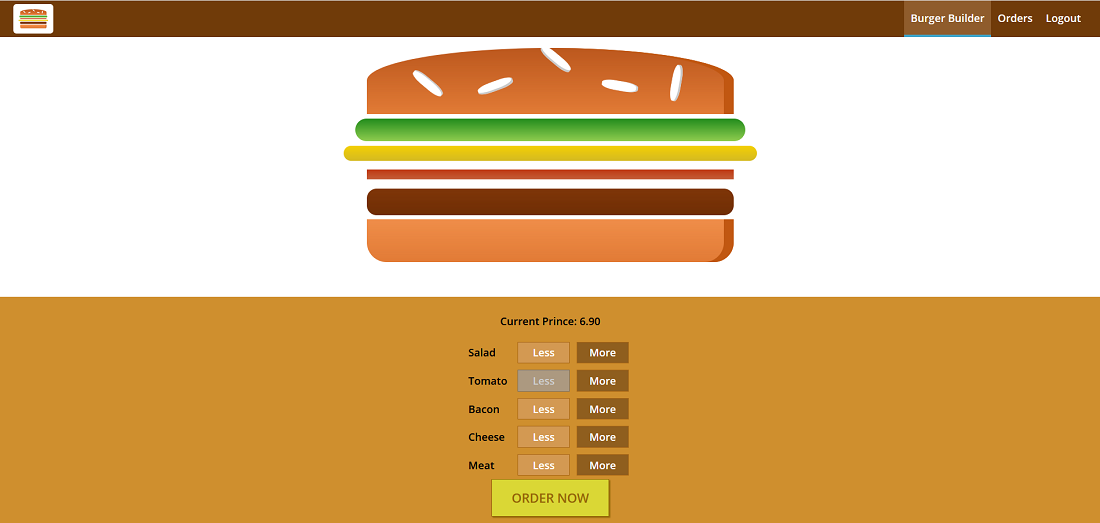 Burger Builder Orders Logout
Current Prince: 6.90
Salad Less More
Tomato Less More
Bacon Less More
Cheese Less More
Meat Less More
ORDER NOW